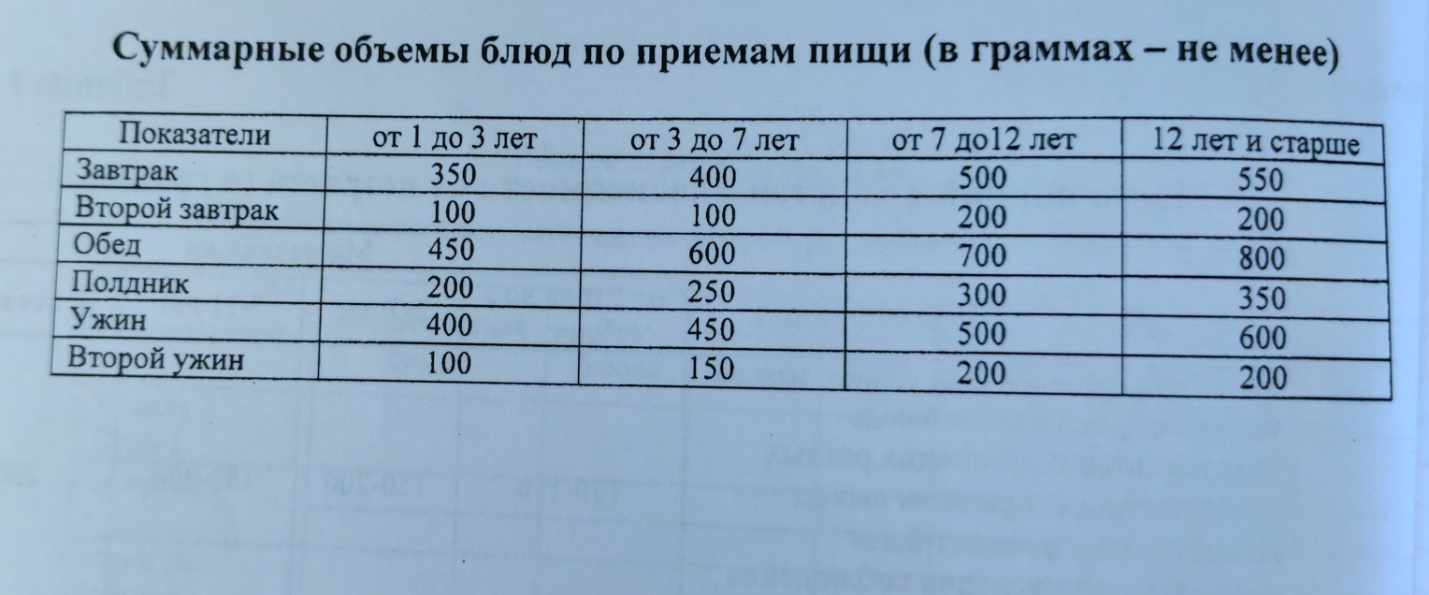 Суммарные объемы блюд по приемам пищи (в граммах – не менее)
Показатели от 1 до 3 лет от 3 до 7 лет от 7 до12 лет 12 лет и старше
Завтрак 350 400 500 550
Второй завтрак 100 100 200 200
Обед 450 600 700 800
Полдник 200 250 300 350
Ужин 400 450 500 600
Второй ужин 100 150 200 200